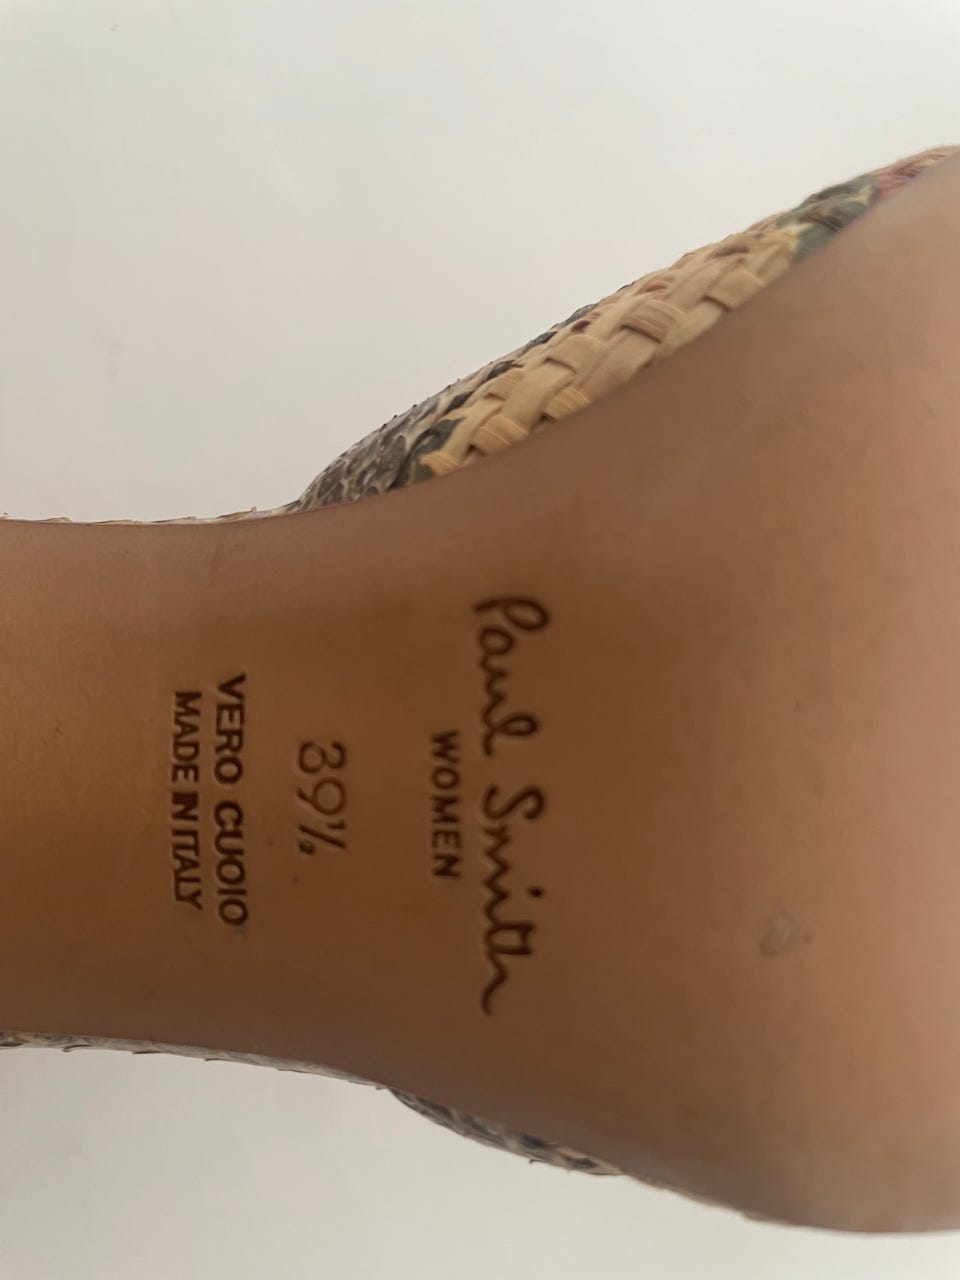 Paul Smith
WOMEN
39½
VERO CUOIO
MADE IN ITALY